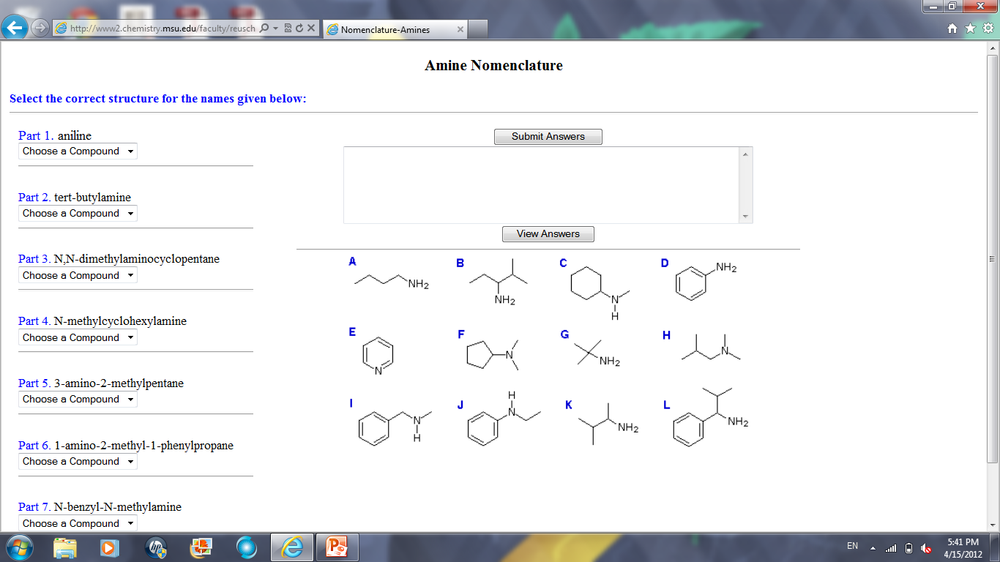 http://www2.chemistry.msu.edu/faculty/reusch
Nomenclature-Amines
Amine Nomenclature
Select the correct structure for the names given below:
Part 1. aniline
Choose a Compound
Part 2. tert-butylamine
Choose a Compound
Part 3. N,N-dimethylaminocyclopentane
Choose a Compound
Part 4. N-methylcyclohexylamine
Choose a Compound
Part 5. 3-amino-2-methylpentane
Choose a Compound
Part 6. 1-amino-2-methyl-1-phenylpropane
Choose a Compound
Part 7. N-benzyl-N-methylamine
Choose a Compound
Submit Answers
View Answers
A B C D
NH2 NH2 N H NH2
E F G H
N N NH2 N
I J K L
N H H N NH2 NH2
hp P EN
5:41 PM
4/15/2012